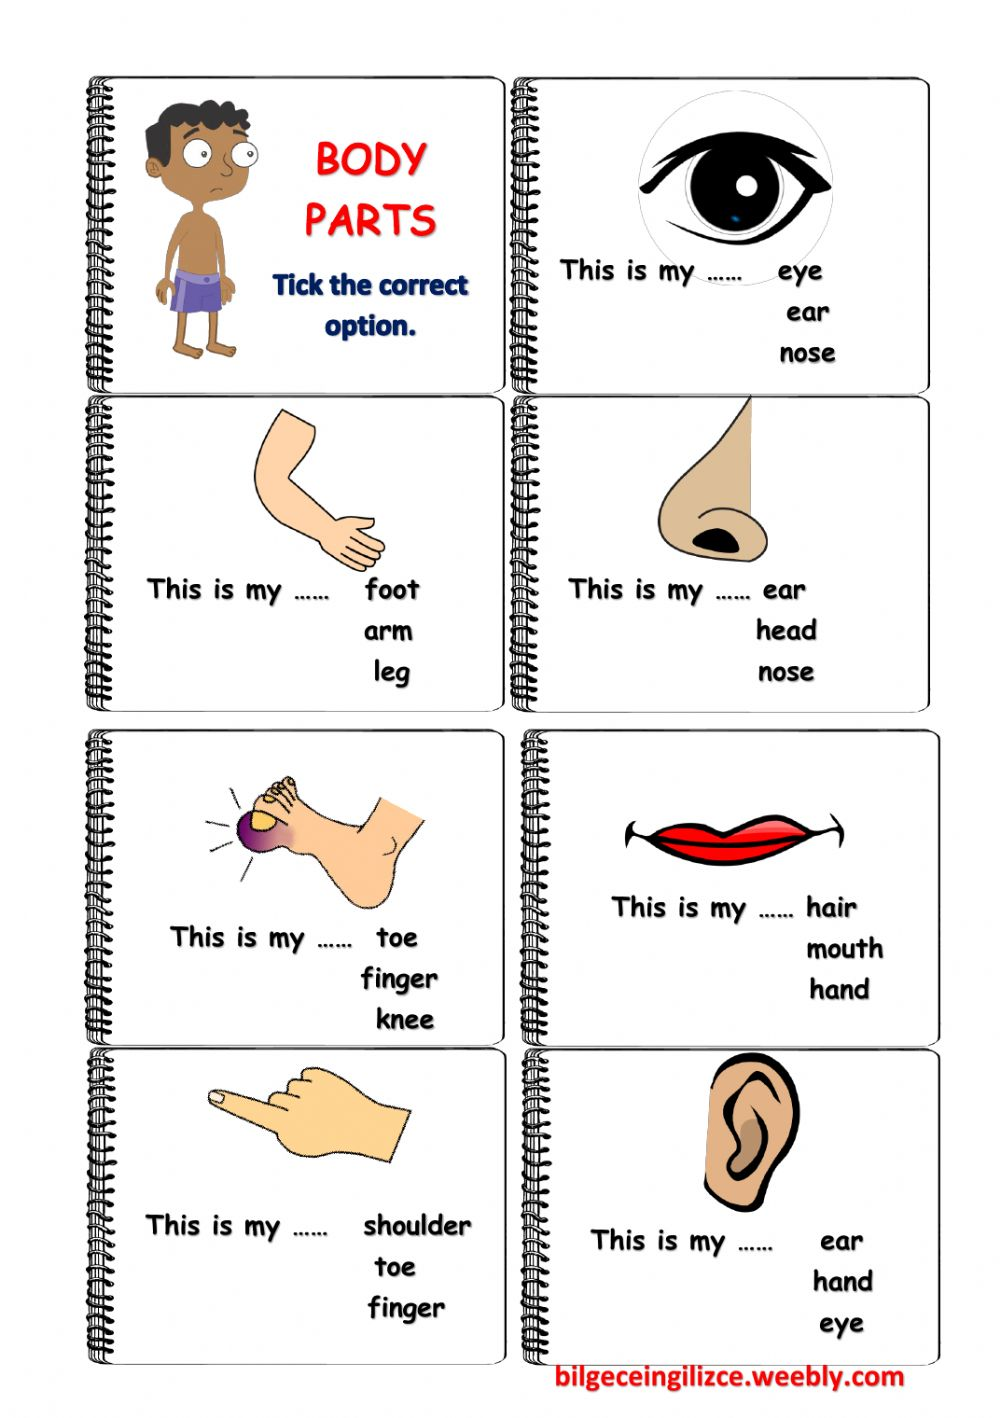 BODY
PARTS
Tick the correct
option.
This is my …… eye
ear
nose
This is my …… foot
arm
leg
This is my …… ear
head
nose
This is my …… toe
finger
knee
This is my …… hair
mouth
hand
This is my …… shoulder
toe
finger
This is my …… ear
hand
eye
bilgeceingilizce.weebly.com